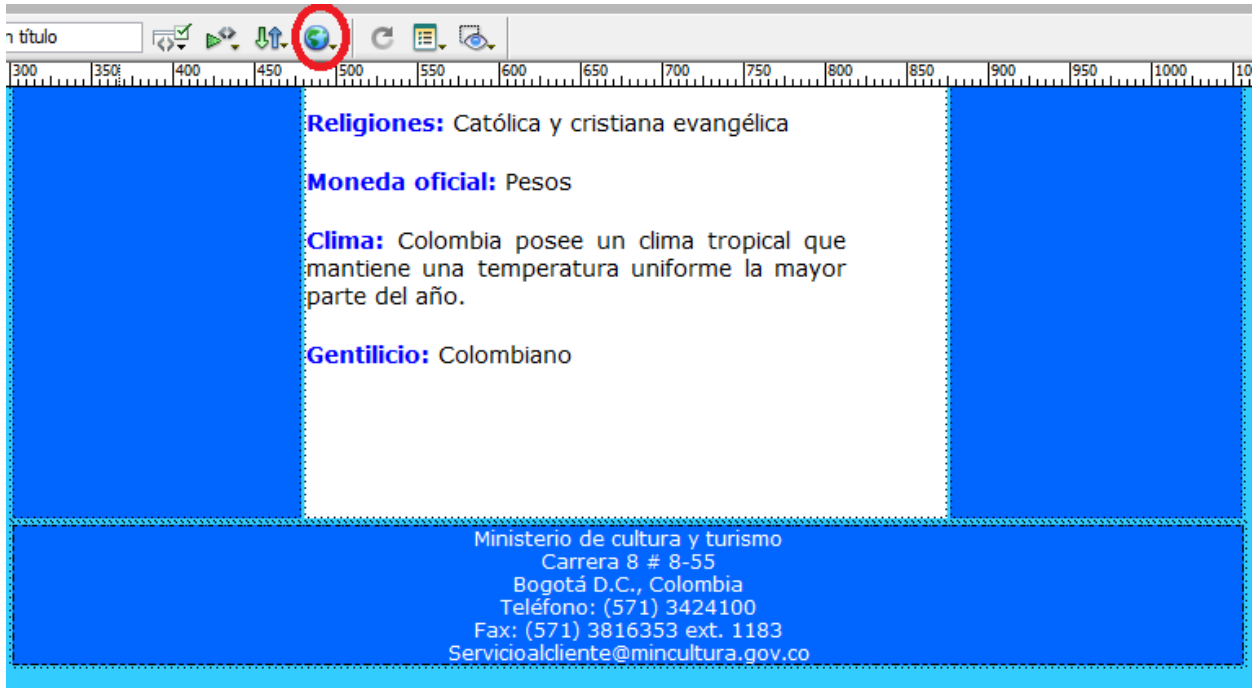 n título
300 350 400 450 500 550 600 650 700 750 800 850 900 950 1000 10
Religiones: Católica y cristiana evangélica
Moneda oficial: Pesos
Clima: Colombia posee un clima tropical que
mantiene una temperatura uniforme la mayor
parte del año.
Gentilicio: Colombiano
Ministerio de cultura y turismo
Carrera 8 # 8-55
Bogotá D.C., Colombia
Teléfono: (571) 3424100
Fax: (571) 3816353 ext. 1183
Servicioalcliente@mincultura.gov.co